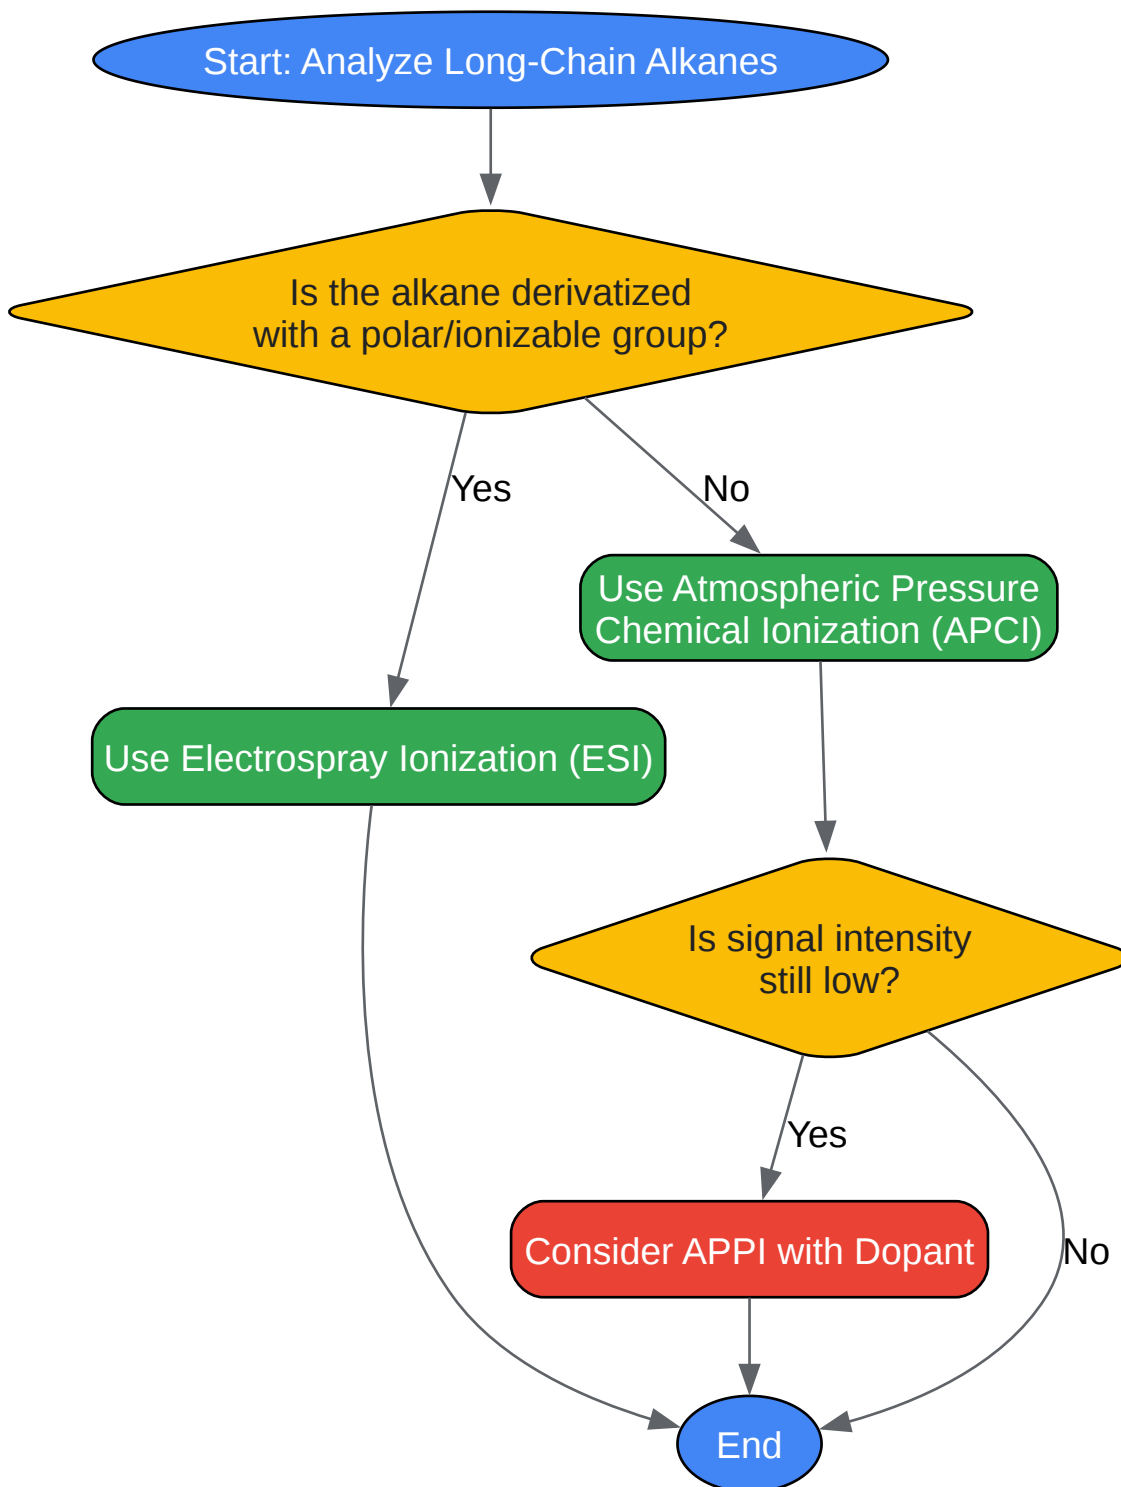 Start: Analyze Long-Chain Alkanes
Is the alkane derivatized
with a polar/ionizable group?
Yes
No
Use Atmospheric Pressure
Chemical Ionization (APCI)
Use Electrospray Ionization (ESI)
Is signal intensity
still low?
Yes
Consider APPI with Dopant
No
End